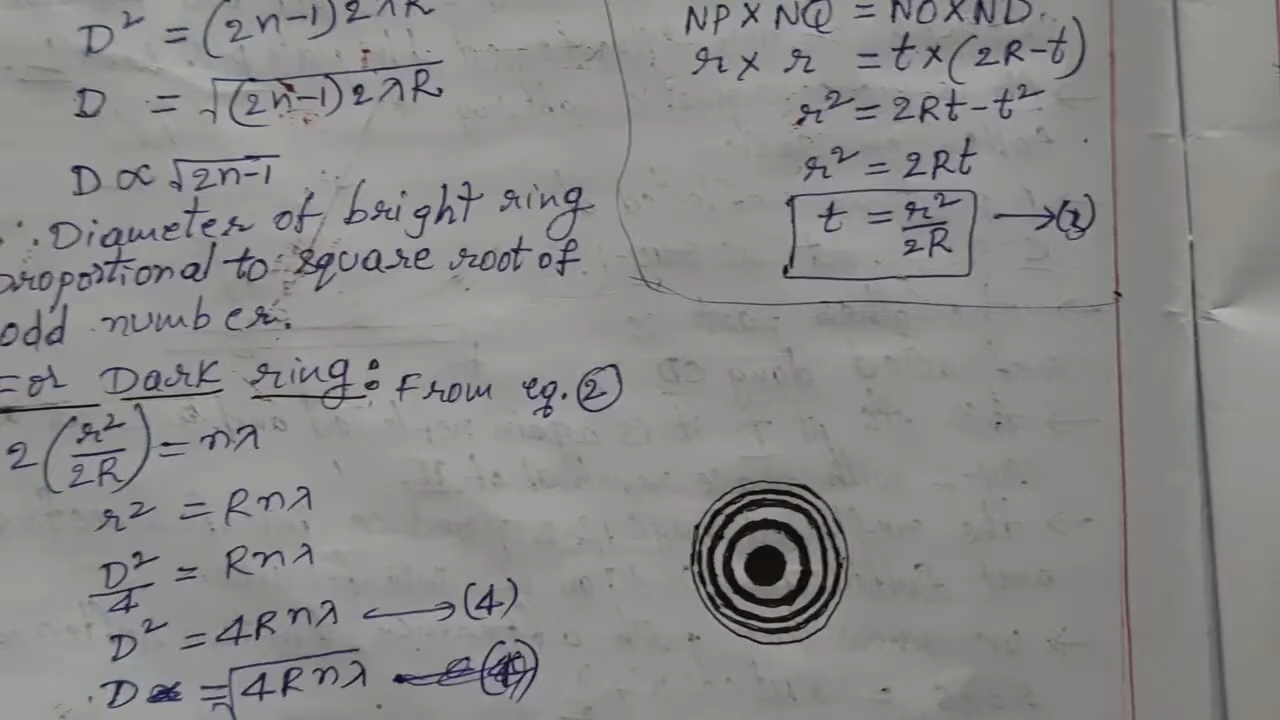 D² = (2n-1)2λR
D = √(2n-1)2λR
D ∝ √2n-1
∴ Diameter of bright ring
proportional to square root of
odd number.
For Dark ring: From eq. ②
2(r²/2R) = nλ
r² = Rnλ
D²/4 = Rnλ
D² = 4Rnλ ⟷ (4)
D = √4Rnλ
NP × NQ = NO × ND.
r × r = t × (2R-t)
r² = 2Rt - t²
r² = 2Rt
t = r²/2R →